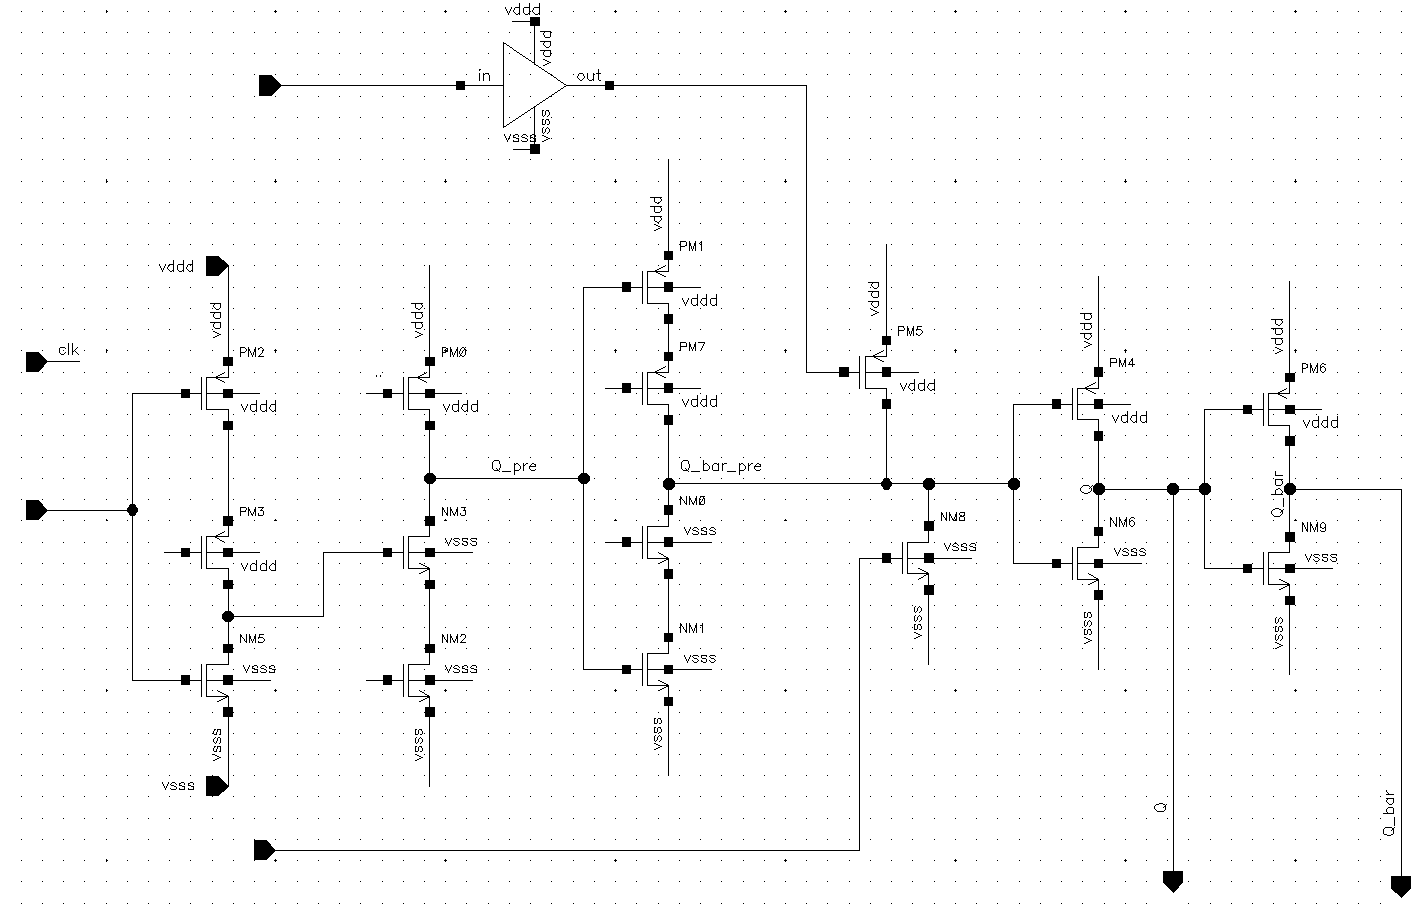 vddd
vddd
in
out
vsss
vsss
vddd
PM1
vddd
vddd
vddd
vddd
vddd
PM7
vddd
vddd
vddd
PM5
vddd
clk
PM2
PM0
vddd
vddd
PM4
vddd
PM6
vddd
Q_pre
Q_bar_pre
Q
Q_bar
NM0
vsss
PM3
vddd
NM3
vsss
NM8
vsss
NM6
vsss
NM9
vsss
NM5
vsss
NM2
vsss
NM1
vsss
vsss
vsss
vsss
vsss
vsss
vsss
vsss
Q
Q_bar